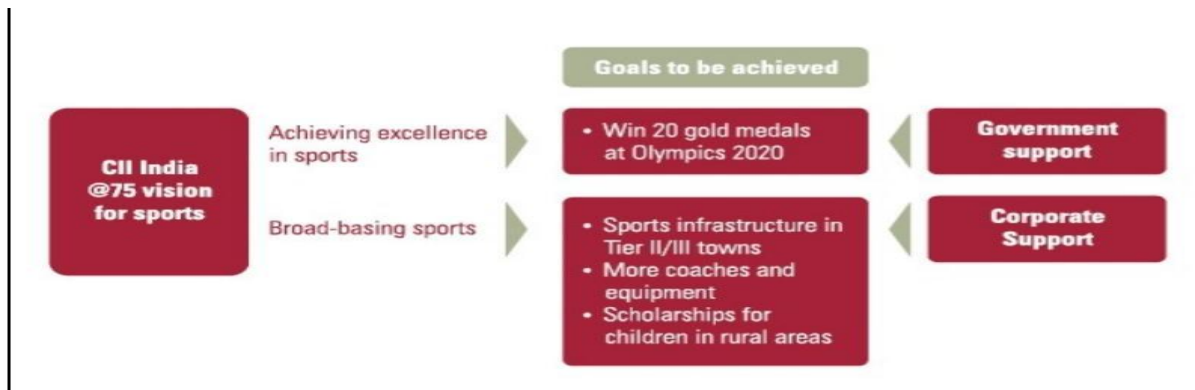 Goals to be achieved
CII India
@75 vision
for sports
Achieving excellence
in sports
• Win 20 gold medals
at Olympics 2020
Government
support
Broad-basing sports
• Sports infrastructure in
Tier II/III towns
• More coaches and
equipment
• Scholarships for
children in rural areas
Corporate
Support